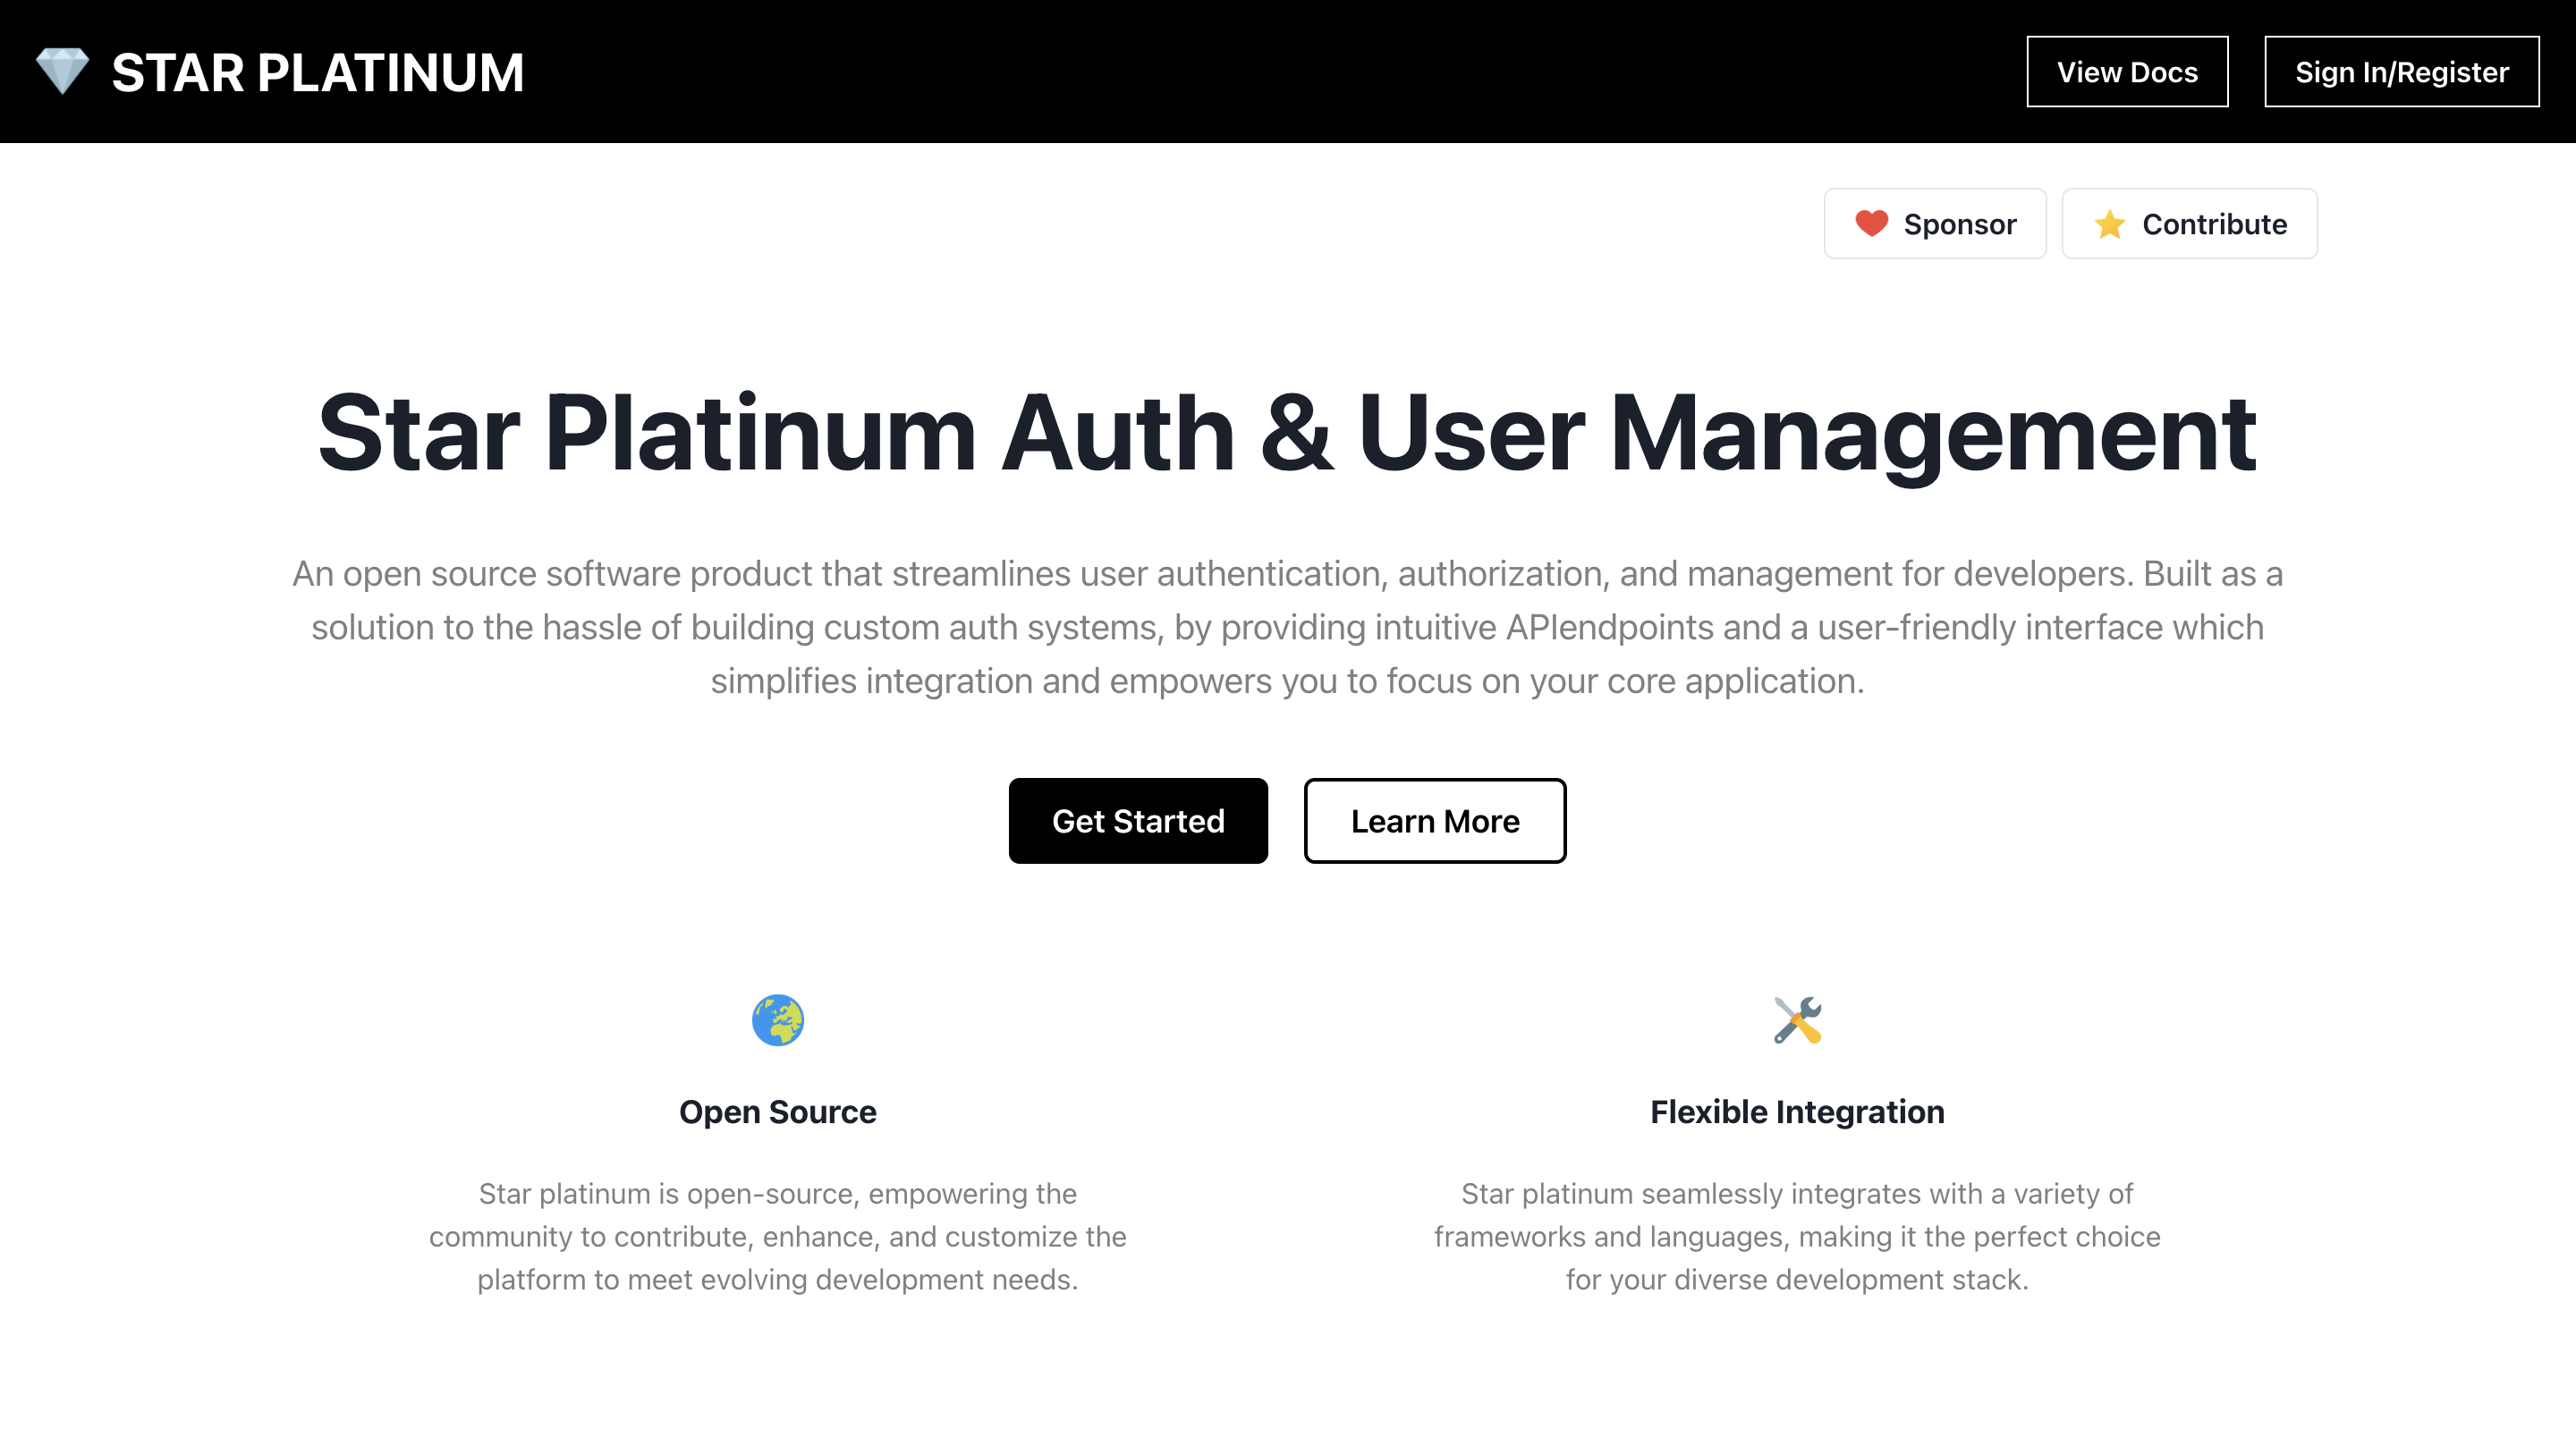 STAR PLATINUM
View Docs
Sign In/Register
Sponsor
Contribute
Star Platinum Auth & User Management
An open source software product that streamlines user authentication, authorization, and management for developers. Built as a
solution to the hassle of building custom auth systems, by providing intuitive APIendpoints and a user-friendly interface which
simplifies integration and empowers you to focus on your core application.
Get Started
Learn More
Open Source
Star platinum is open-source, empowering the
community to contribute, enhance, and customize the
platform to meet evolving development needs.
Flexible Integration
Star platinum seamlessly integrates with a variety of
frameworks and languages, making it the perfect choice
for your diverse development stack.